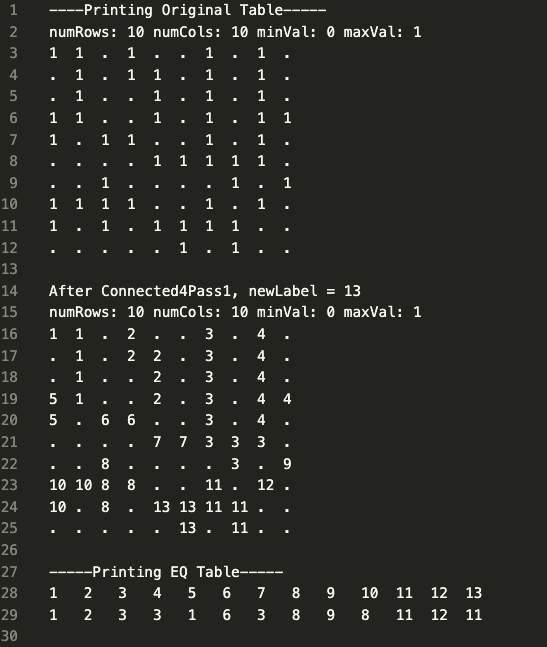 1 ----Printing Original Table-----
2 numRows: 10 numCols: 10 minVal: 0 maxVal: 1
3 1 1 . 1 . . 1 . 1 .
4 . 1 . 1 1 . 1 . 1 .
5 . 1 . . 1 . 1 . 1 .
6 1 1 . . 1 . 1 . 1 1
7 1 . 1 1 . . 1 . 1 .
8 . . . . 1 1 1 1 1 .
9 . . 1 . . . . 1 . 1
10 1 1 1 1 . . 1 . 1 .
11 1 . 1 . 1 1 1 1 . .
12 . . . . . 1 . 1 . .
13
14 After Connected4Pass1, newLabel = 13
15 numRows: 10 numCols: 10 minVal: 0 maxVal: 1
16 1 1 . 2 . . 3 . 4 .
17 . 1 . 2 2 . 3 . 4 .
18 . 1 . . 2 . 3 . 4 .
19 5 1 . . 2 . 3 . 4 4
20 5 . 6 6 . . 3 . 4 .
21 . . . . 7 7 3 3 3 .
22 . . 8 . . . . 3 . 9
23 10 10 8 8 . . 11 . 12 .
24 10 . 8 . 13 13 11 11 . .
25 . . . . . 13 . 11 . .
26
27 -----Printing EQ Table-----
28 1 2 3 4 5 6 7 8 9 10 11 12 13
29 1 2 3 3 1 6 3 8 9 8 11 12 11
30